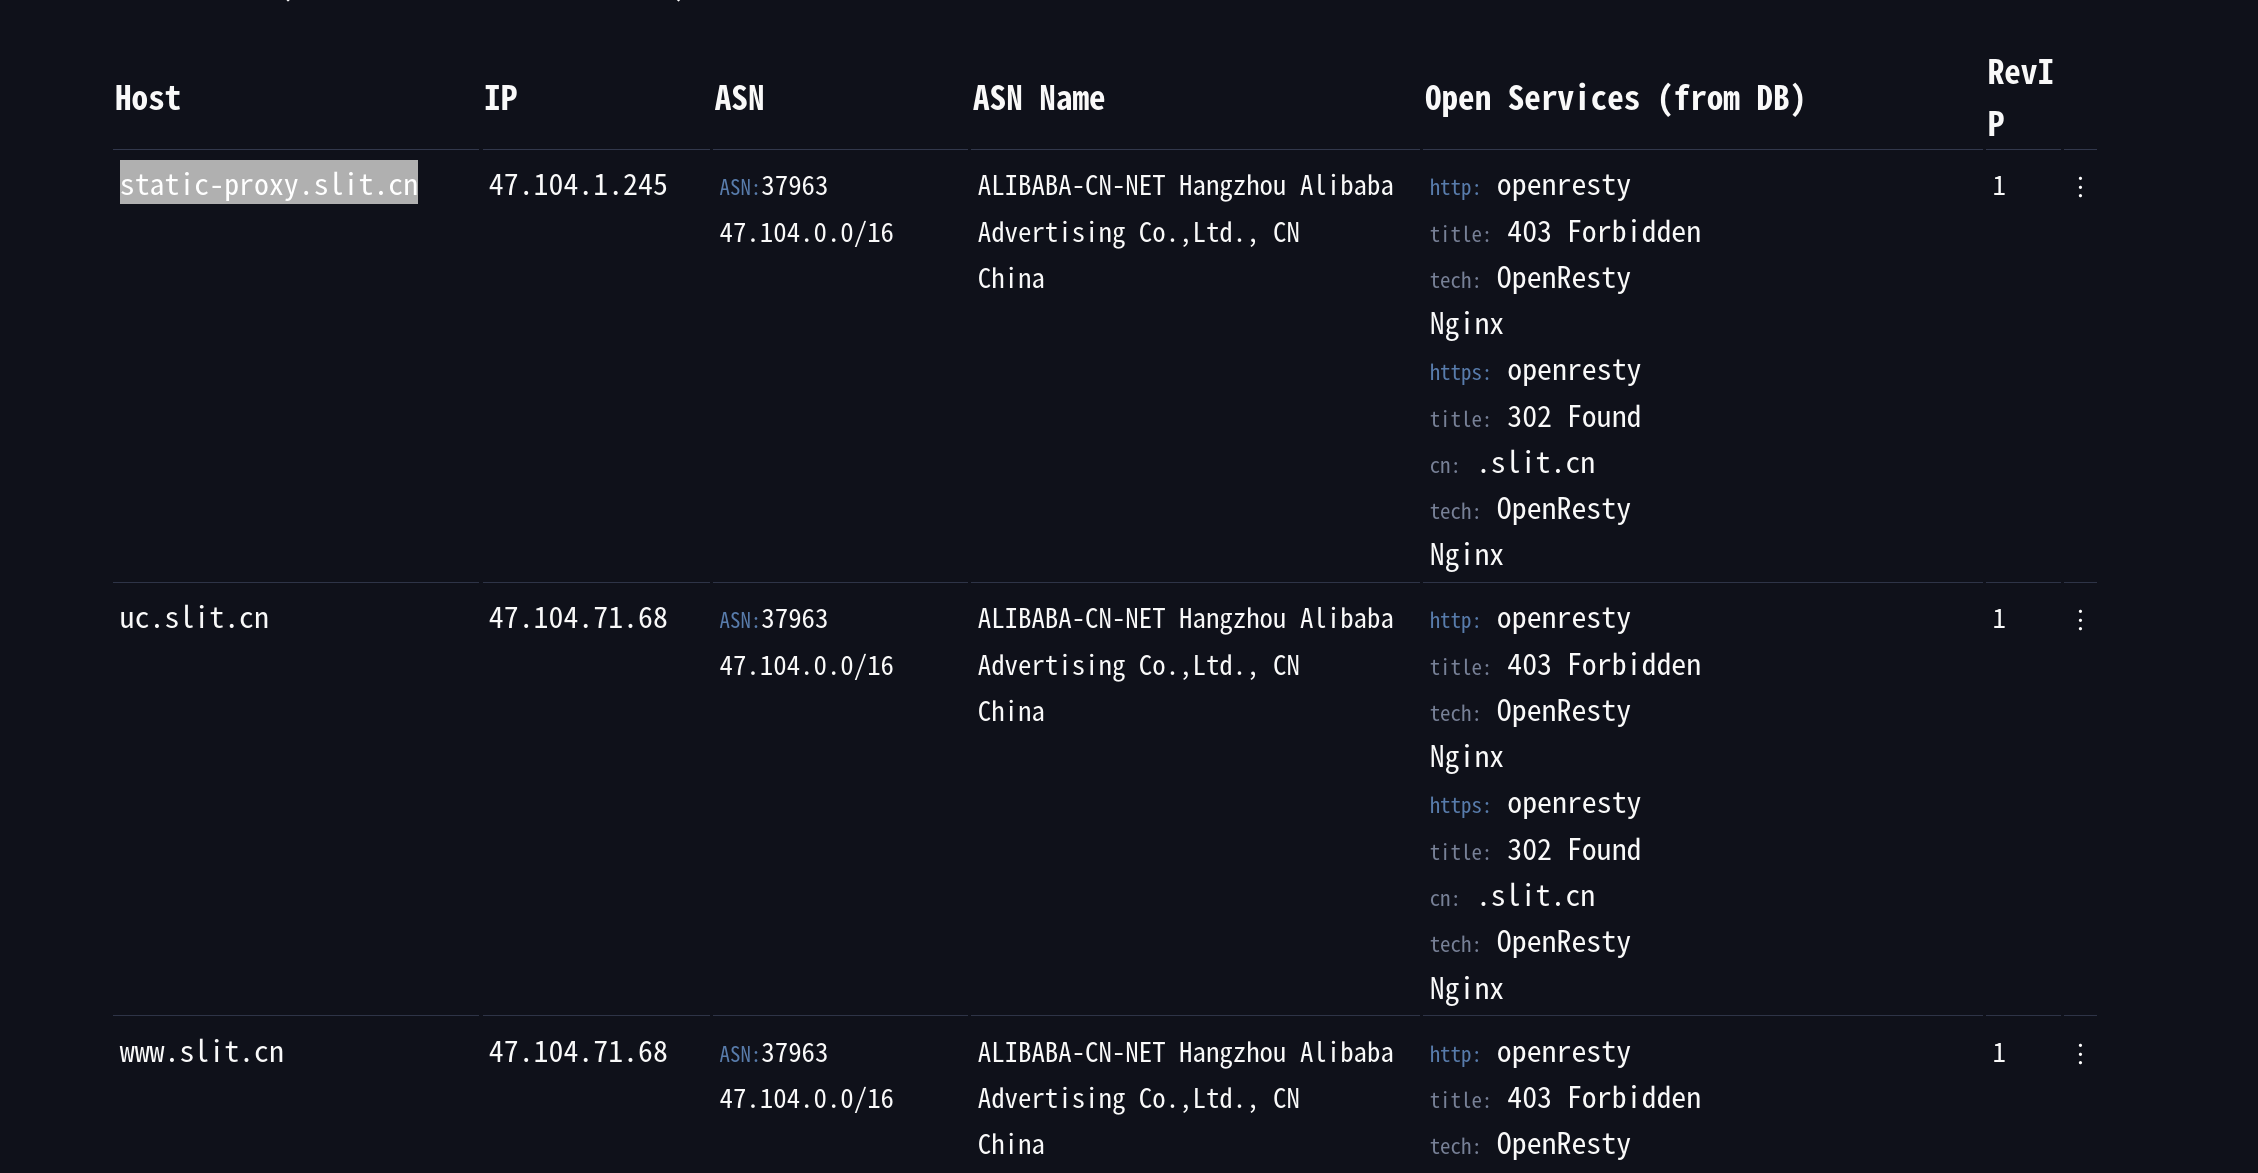 Host IP ASN ASN Name Open Services (from DB) RevI
P
static-proxy.slit.cn 47.104.1.245 ASN:37963 ALIBABA-CN-NET Hangzhou Alibaba http: openresty 1 ⋮
47.104.0.0/16 Advertising Co.,Ltd., CN title: 403 Forbidden
China tech: OpenResty
Nginx
https: openresty
title: 302 Found
cn: .slit.cn
tech: OpenResty
Nginx
uc.slit.cn 47.104.71.68 ASN:37963 ALIBABA-CN-NET Hangzhou Alibaba http: openresty 1 ⋮
47.104.0.0/16 Advertising Co.,Ltd., CN title: 403 Forbidden
China tech: OpenResty
Nginx
https: openresty
title: 302 Found
cn: .slit.cn
tech: OpenResty
Nginx
www.slit.cn 47.104.71.68 ASN:37963 ALIBABA-CN-NET Hangzhou Alibaba http: openresty 1 ⋮
47.104.0.0/16 Advertising Co.,Ltd., CN title: 403 Forbidden
China tech: OpenResty